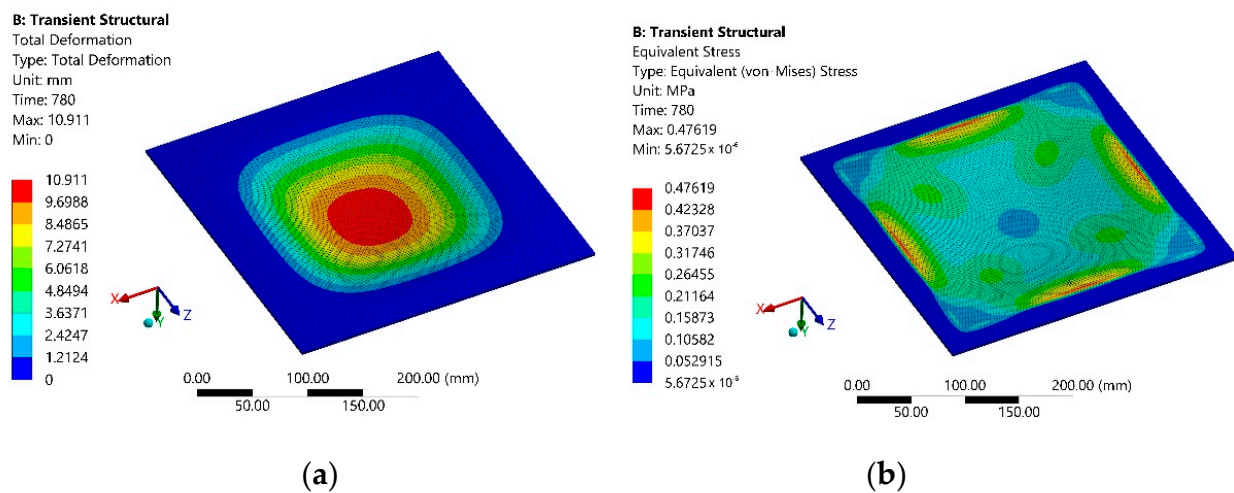 B: Transient Structural
Total Deformation
Type: Total Deformation
Unit: mm
Time: 780
Max: 10.911
Min: 0
10.911
9.6988
8.4865
7.2741
6.0618
4.8494
3.6371
2.4247
1.2124
0
X
Y
Z
0.00 100.00 200.00 (mm)
50.00 150.00
(a)
B: Transient Structural
Equivalent Stress
Type: Equivalent (von-Mises) Stress
Unit: MPa
Time: 780
Max: 0.47619
Min: 5.6725 x 10⁻⁶
0.47619
0.42328
0.37037
0.31746
0.26455
0.21164
0.15873
0.10582
0.052915
5.6725 x 10⁻⁵
X
Y
Z
0.00 100.00 200.00 (mm)
50.00 150.00
(b)